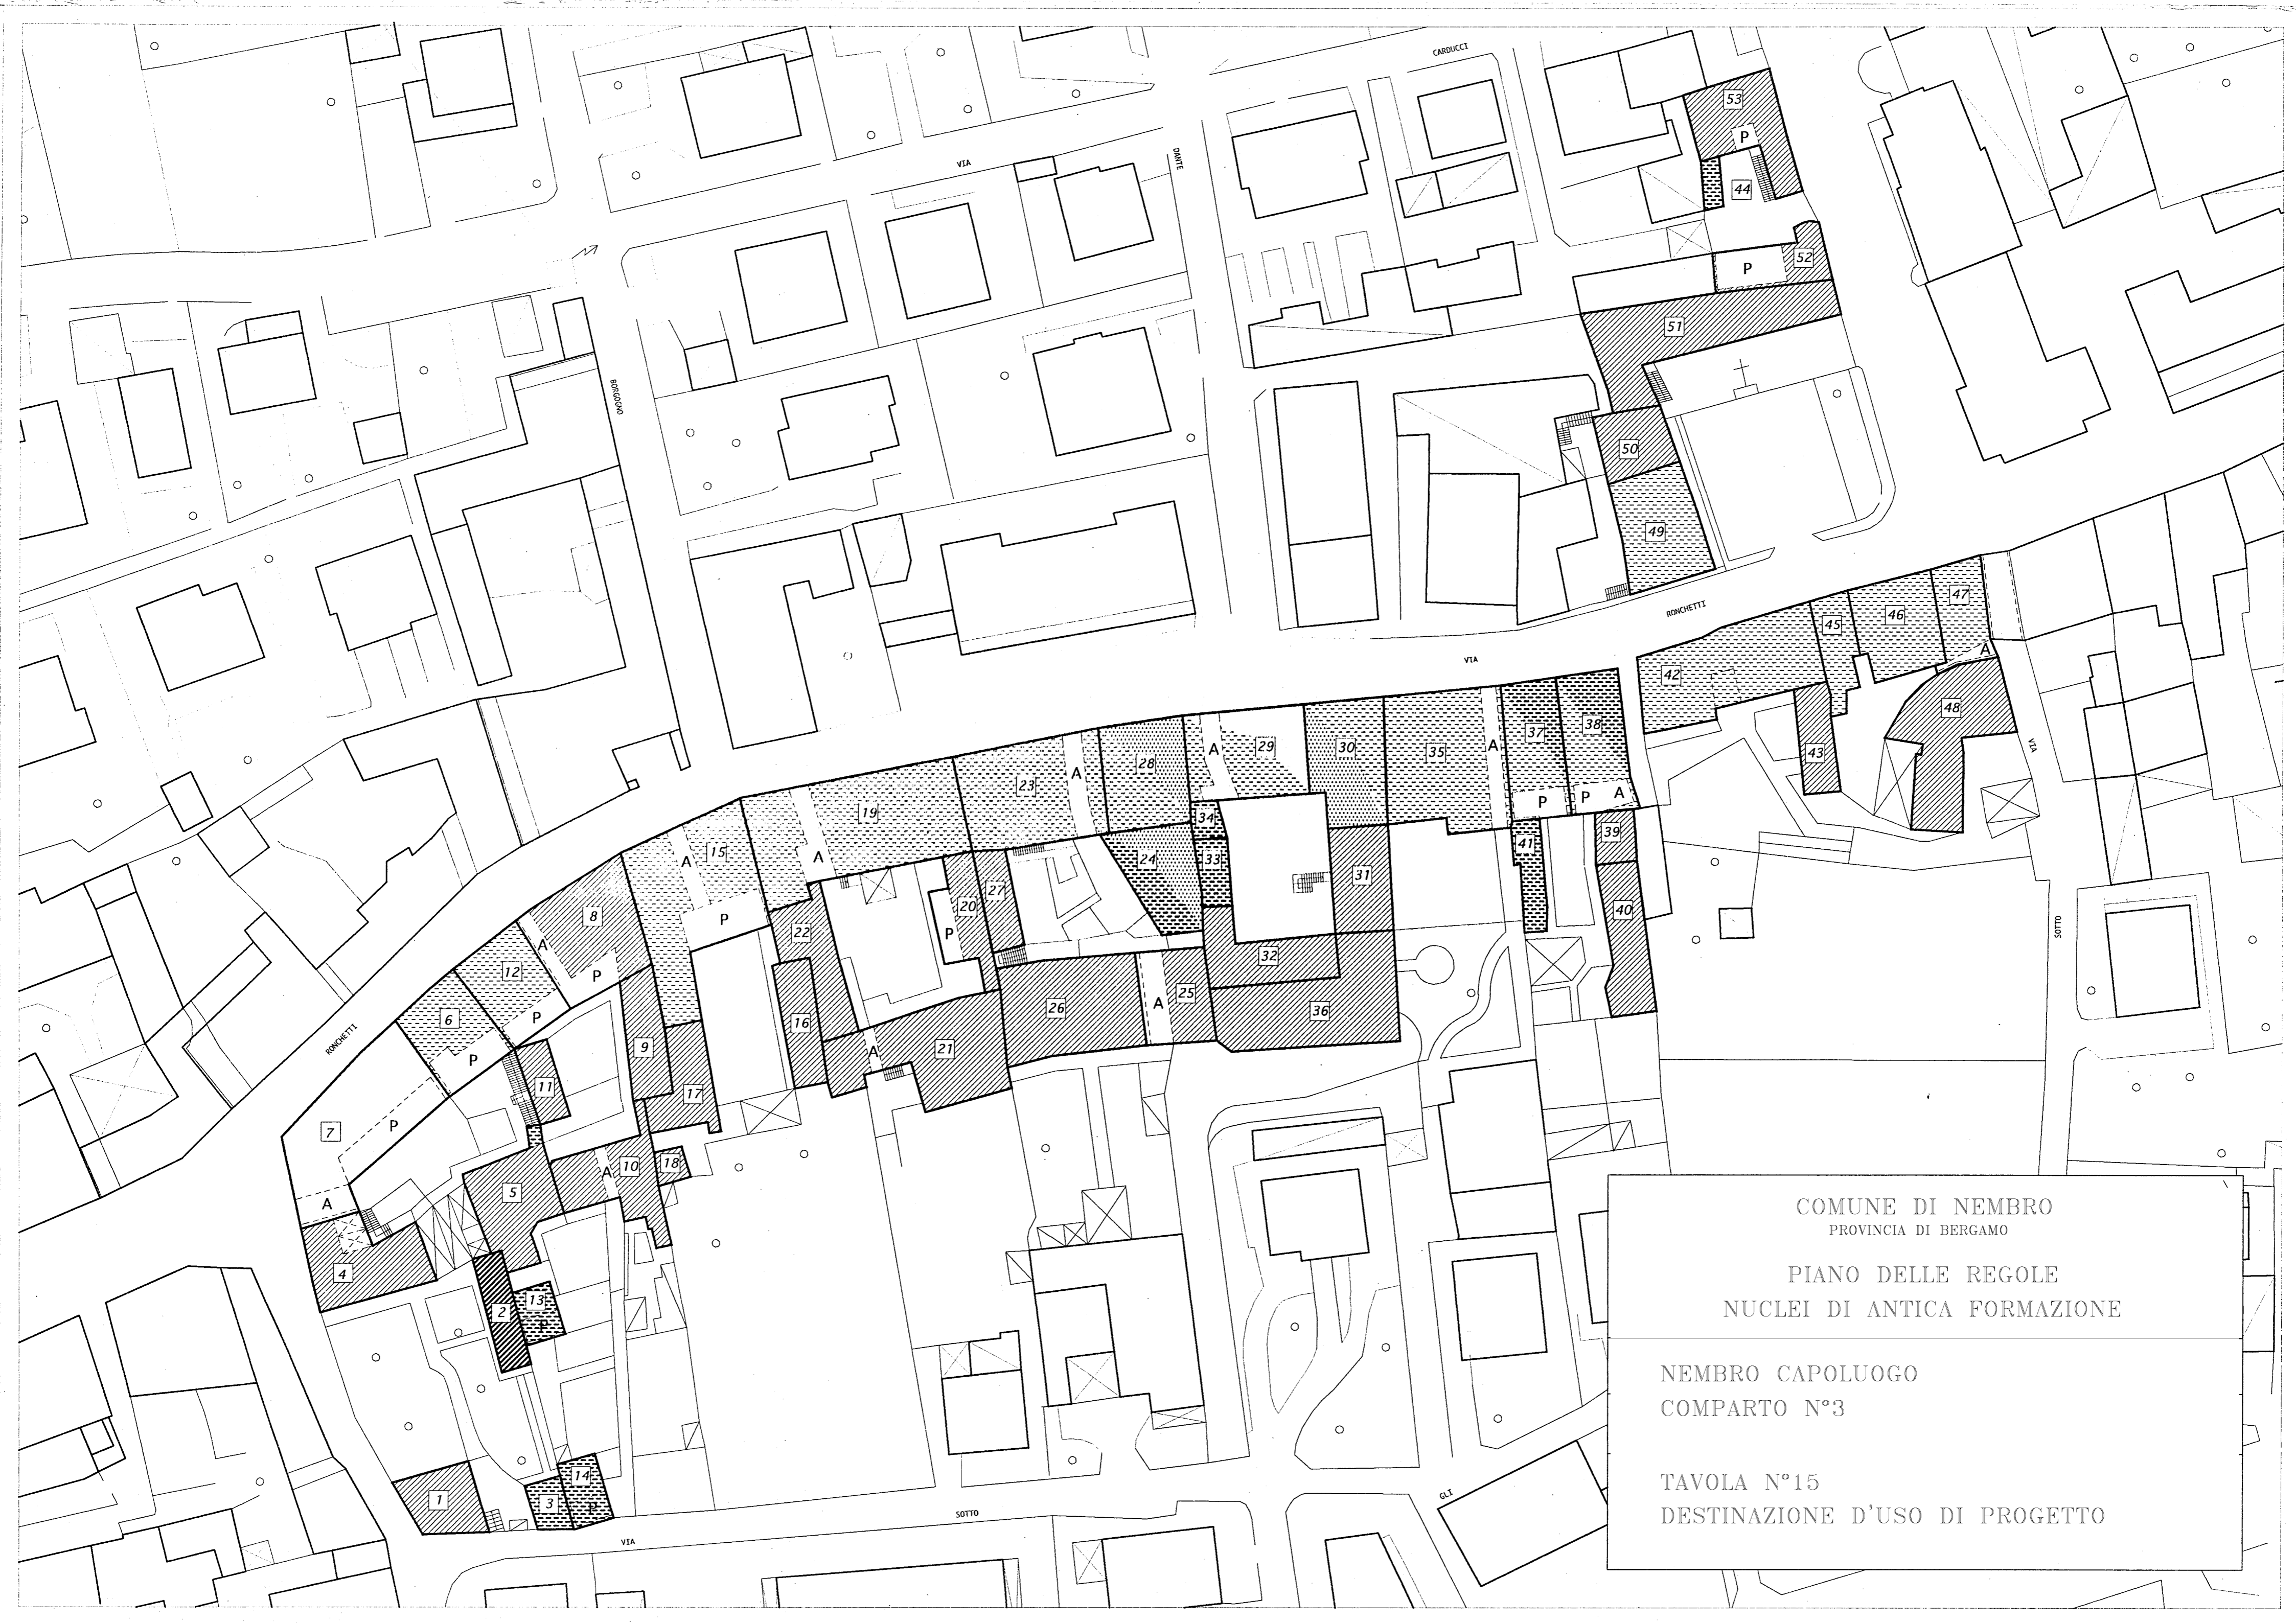 CARDUCCI
53
P
VIA
DANTE
44
52
P
51
BORGOGNO
50
49
RONCHETTI
47
46
45
VIA
42
A
48
43
VIA
38
37
A
35
30
29
A
28
A
23
19
A
15
A
P
P
P
A
34
33
24
41
39
31
40
27
20
P
22
8
A
P
12
P
6
P
RONCHETTI
32
36
25
A
26
21
A
16
9
17
11
SOTTO
7
P
A
5
10
A
18
4
2
13
P
1
3
14
P
VIA
SOTTO
GLI
COMUNE DI NEMBRO
PROVINCIA DI BERGAMO
PIANO DELLE REGOLE
NUCLEI DI ANTICA FORMAZIONE
NEMBRO CAPOLUOGO
COMPARTO N°3
TAVOLA N°15
DESTINAZIONE D'USO DI PROGETTO